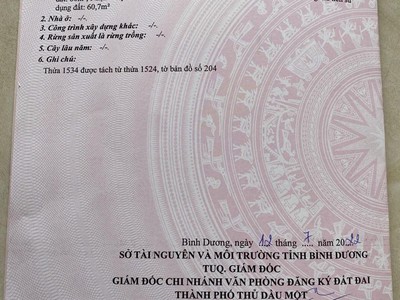 dụng đất: 60,7m²
2. Nhà ở: -/-
3. Công trình xây dựng khác: -/-
4. Rừng sản xuất là rừng trồng: -/-
5. Cây lâu năm: -/-
6. Ghi chú:
Thửa 1534 được tách từ thửa 1524, tờ bản đồ số 204
Bình Dương, ngày 12 tháng 7 năm
SỞ TÀI NGUYÊN VÀ MÔI TRƯỜNG TỈNH BÌNH DƯƠNG
TUQ. GIÁM ĐỐC
GIÁM ĐỐC CHI NHÁNH VĂN PHÒNG ĐĂNG KÝ ĐẤT ĐAI
THÀNH PHỐ THỦ DẦU MỘT